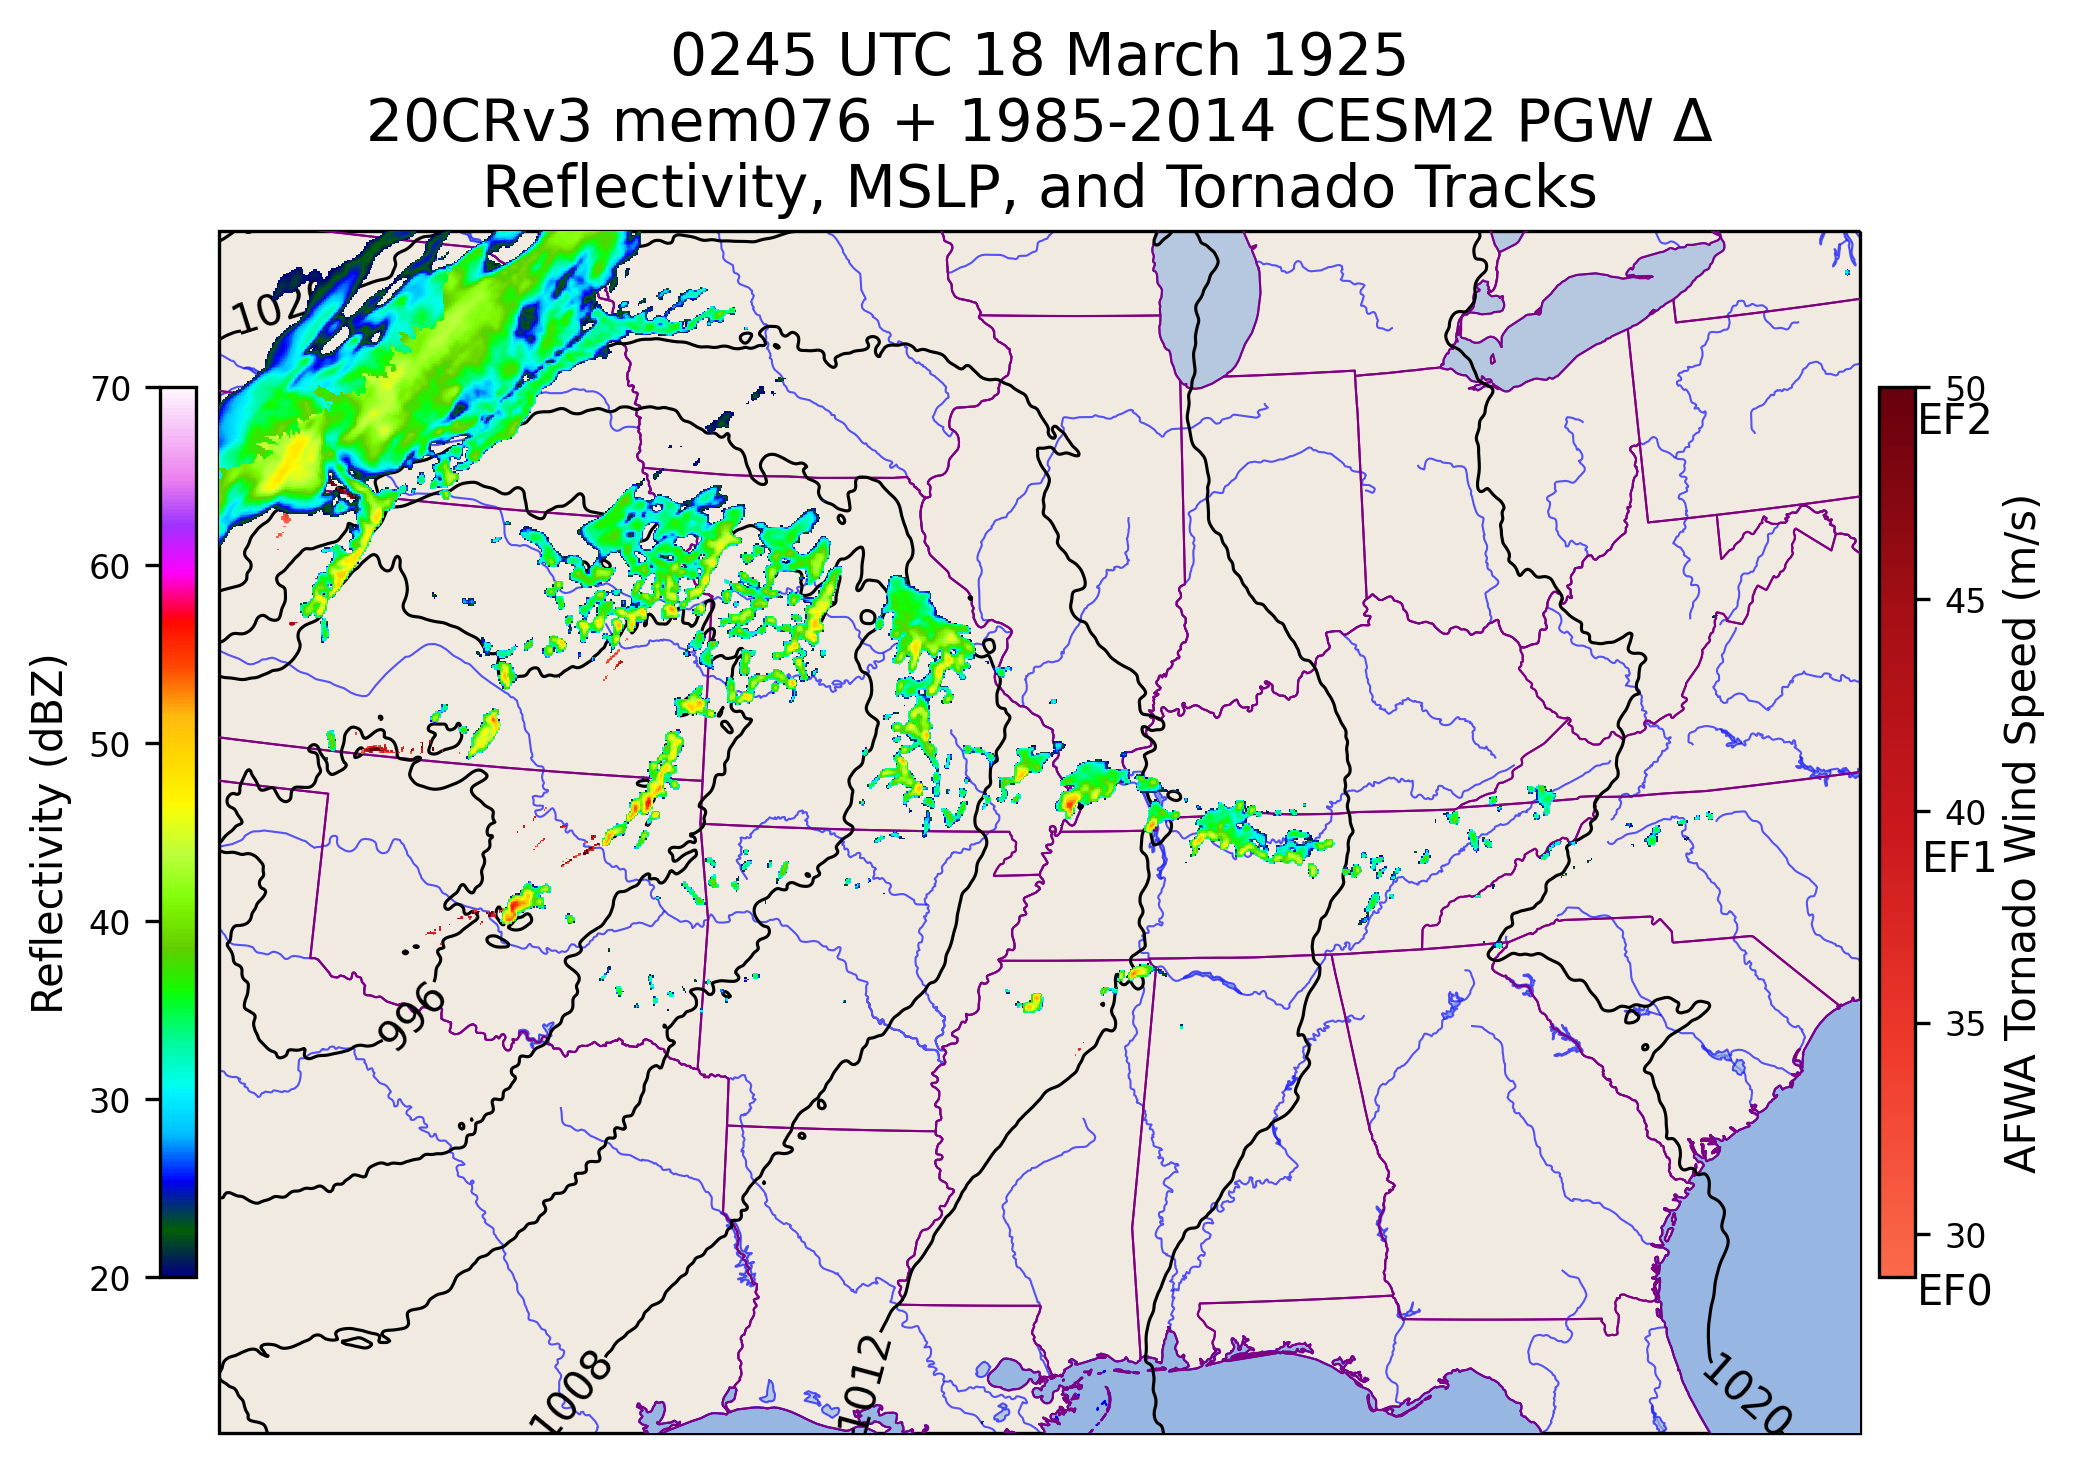 0245 UTC 18 March 1925
20CRv3 mem076 + 1985-2014 CESM2 PGW Δ
Reflectivity, MSLP, and Tornado Tracks
70
60
50
40
30
20
Reflectivity (dBZ)
996
1008
1012
1020
50
EF2
45
40
EF1
35
30
EF0
AFWA Tornado Wind Speed (m/s)